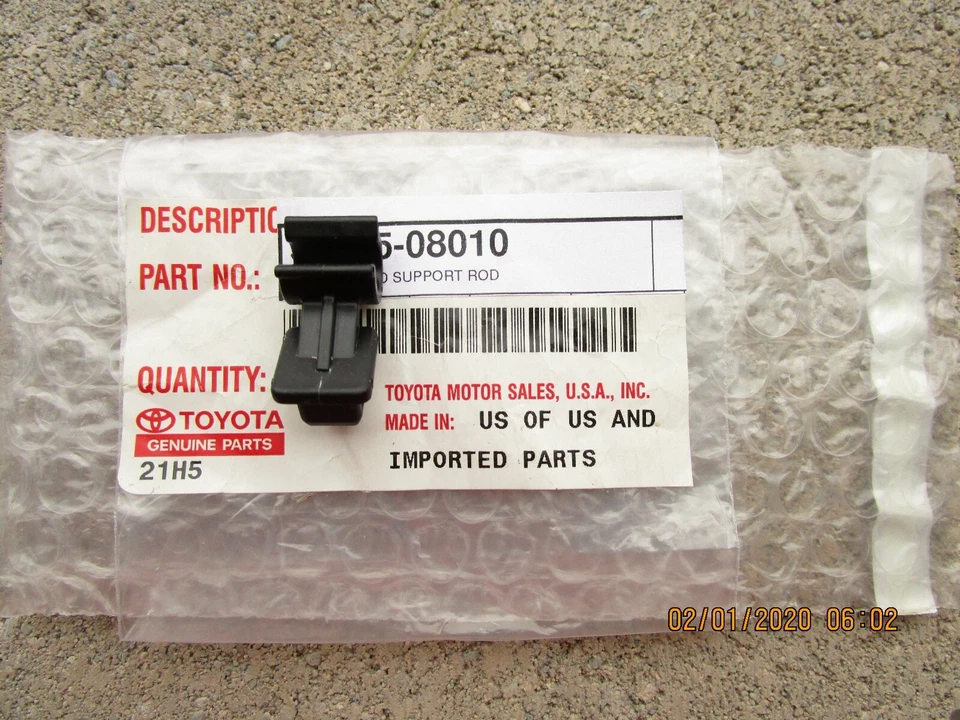 DESCRIPTIO
5-08010
PART NO.:
D SUPPORT ROD
QUANTITY:
TOYOTA MOTOR SALES, U.S.A., INC.
TOYOTA
MADE IN: US OF US AND
GENUINE PARTS
IMPORTED PARTS
21H5
02/01/2020 06:02